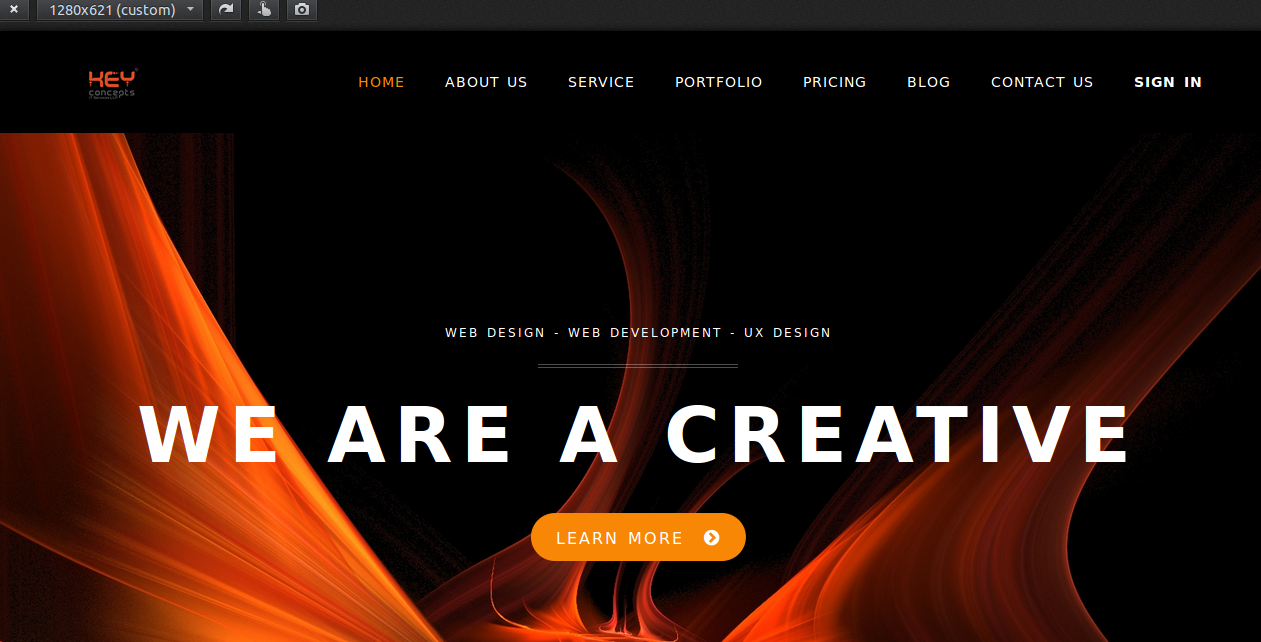 1280x621 (custom)
KEY
concepts
HOME ABOUT US SERVICE PORTFOLIO PRICING BLOG CONTACT US SIGN IN
WEB DESIGN - WEB DEVELOPMENT - UX DESIGN
WE ARE A CREATIVE
LEARN MORE